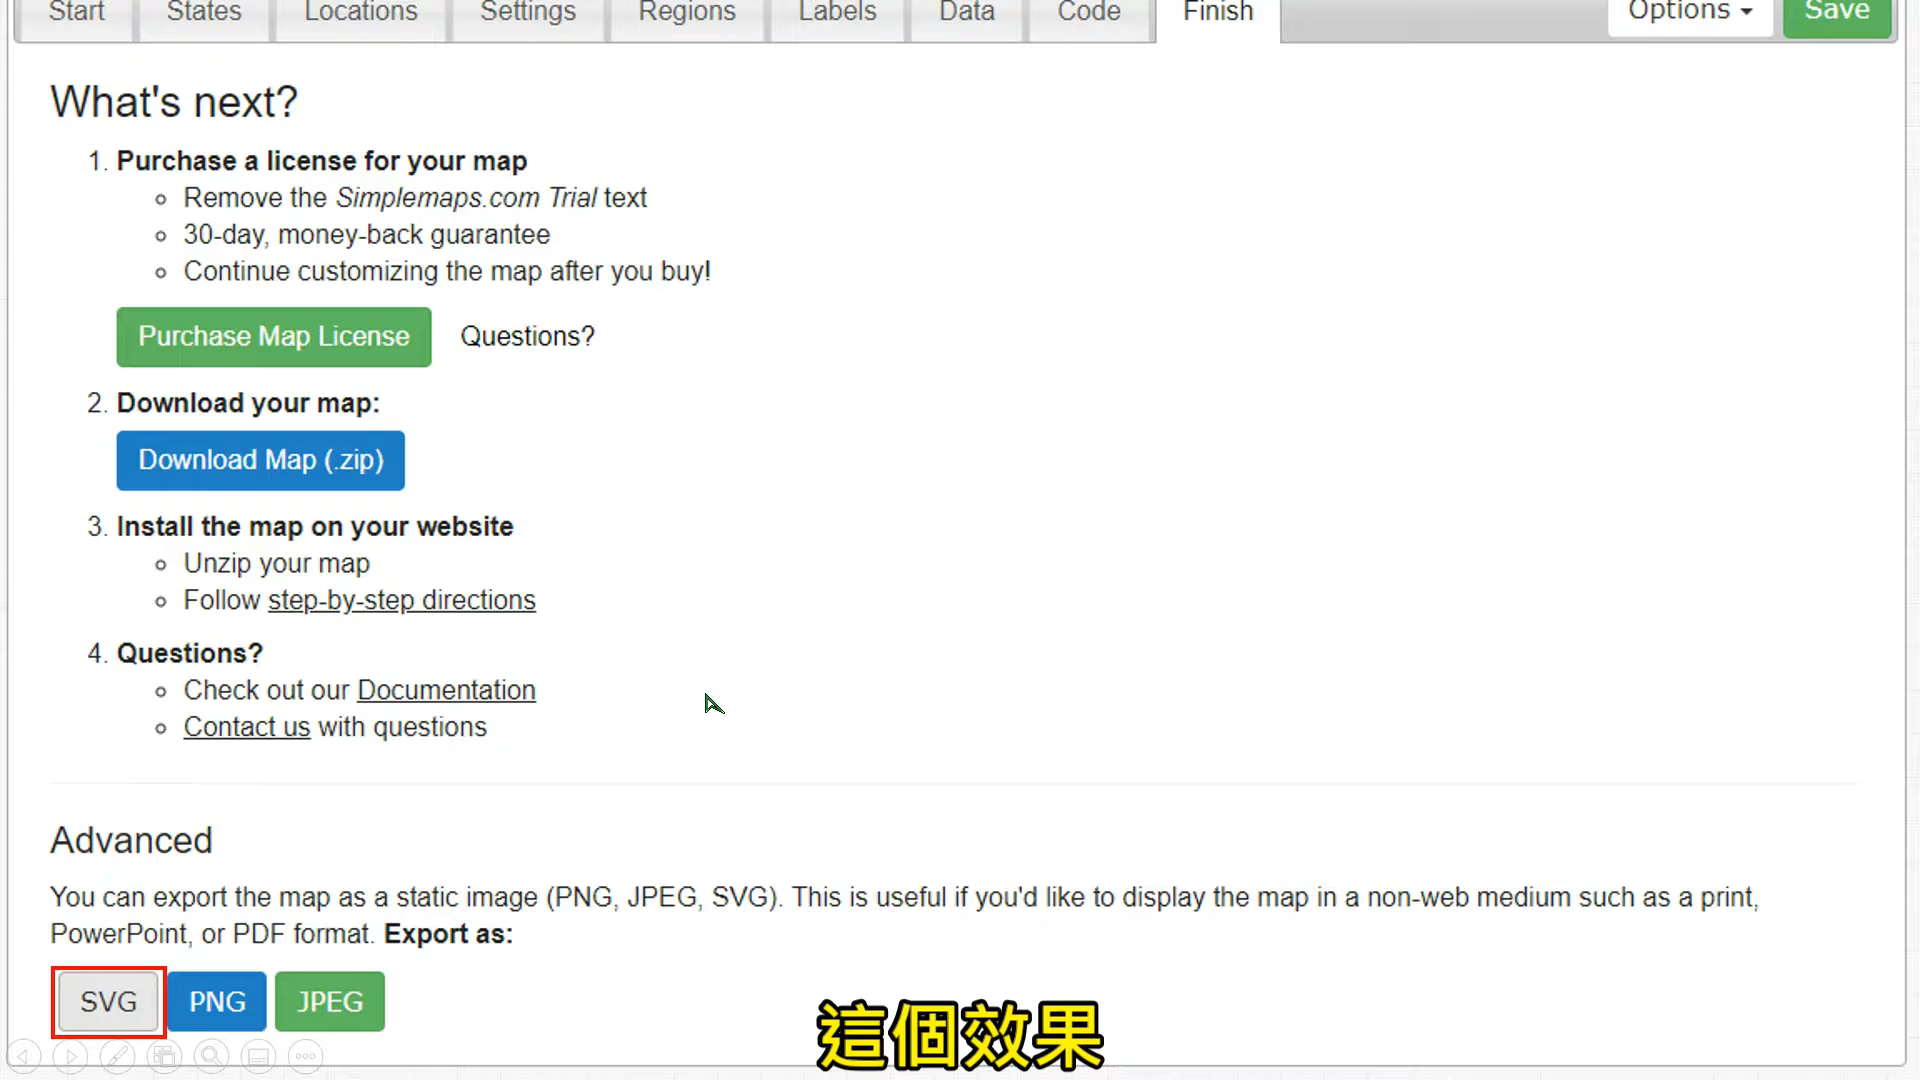 Start States Locations Settings Regions Labels Data Code Finish Options Save
What's next?
1. Purchase a license for your map
Remove the Simplemaps.com Trial text
30-day, money-back guarantee
Continue customizing the map after you buy!
Purchase Map License Questions?
2. Download your map:
Download Map (.zip)
3. Install the map on your website
Unzip your map
Follow step-by-step directions
4. Questions?
Check out our Documentation
Contact us with questions
Advanced
You can export the map as a static image (PNG, JPEG, SVG). This is useful if you'd like to display the map in a non-web medium such as a print,
PowerPoint, or PDF format. Export as:
SVG PNG JPEG
這個效果